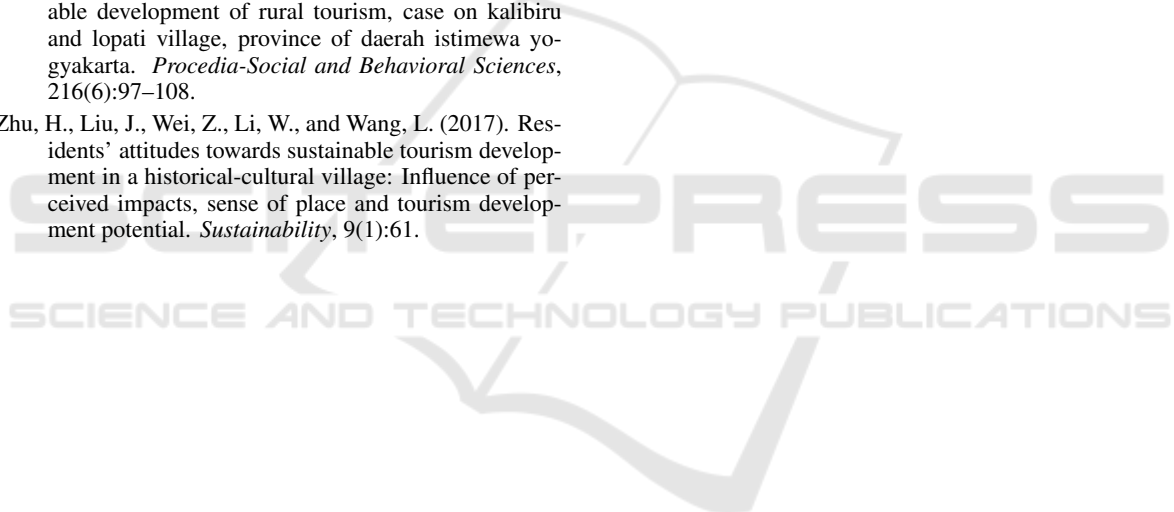 able development of rural tourism, case on kalibiru
and lopati village, province of daerah istimewa yo-
gyakarta. Procedia-Social and Behavioral Sciences,
216(6):97–108.
Zhu, H., Liu, J., Wei, Z., Li, W., and Wang, L. (2017). Res-
idents’ attitudes towards sustainable tourism develop-
ment in a historical-cultural village: Influence of per-
ceived impacts, sense of place and tourism develop-
ment potential. Sustainability, 9(1):61.
SCITEPRESS
SCIENCE AND TECHNOLOGY PUBLICATIONS